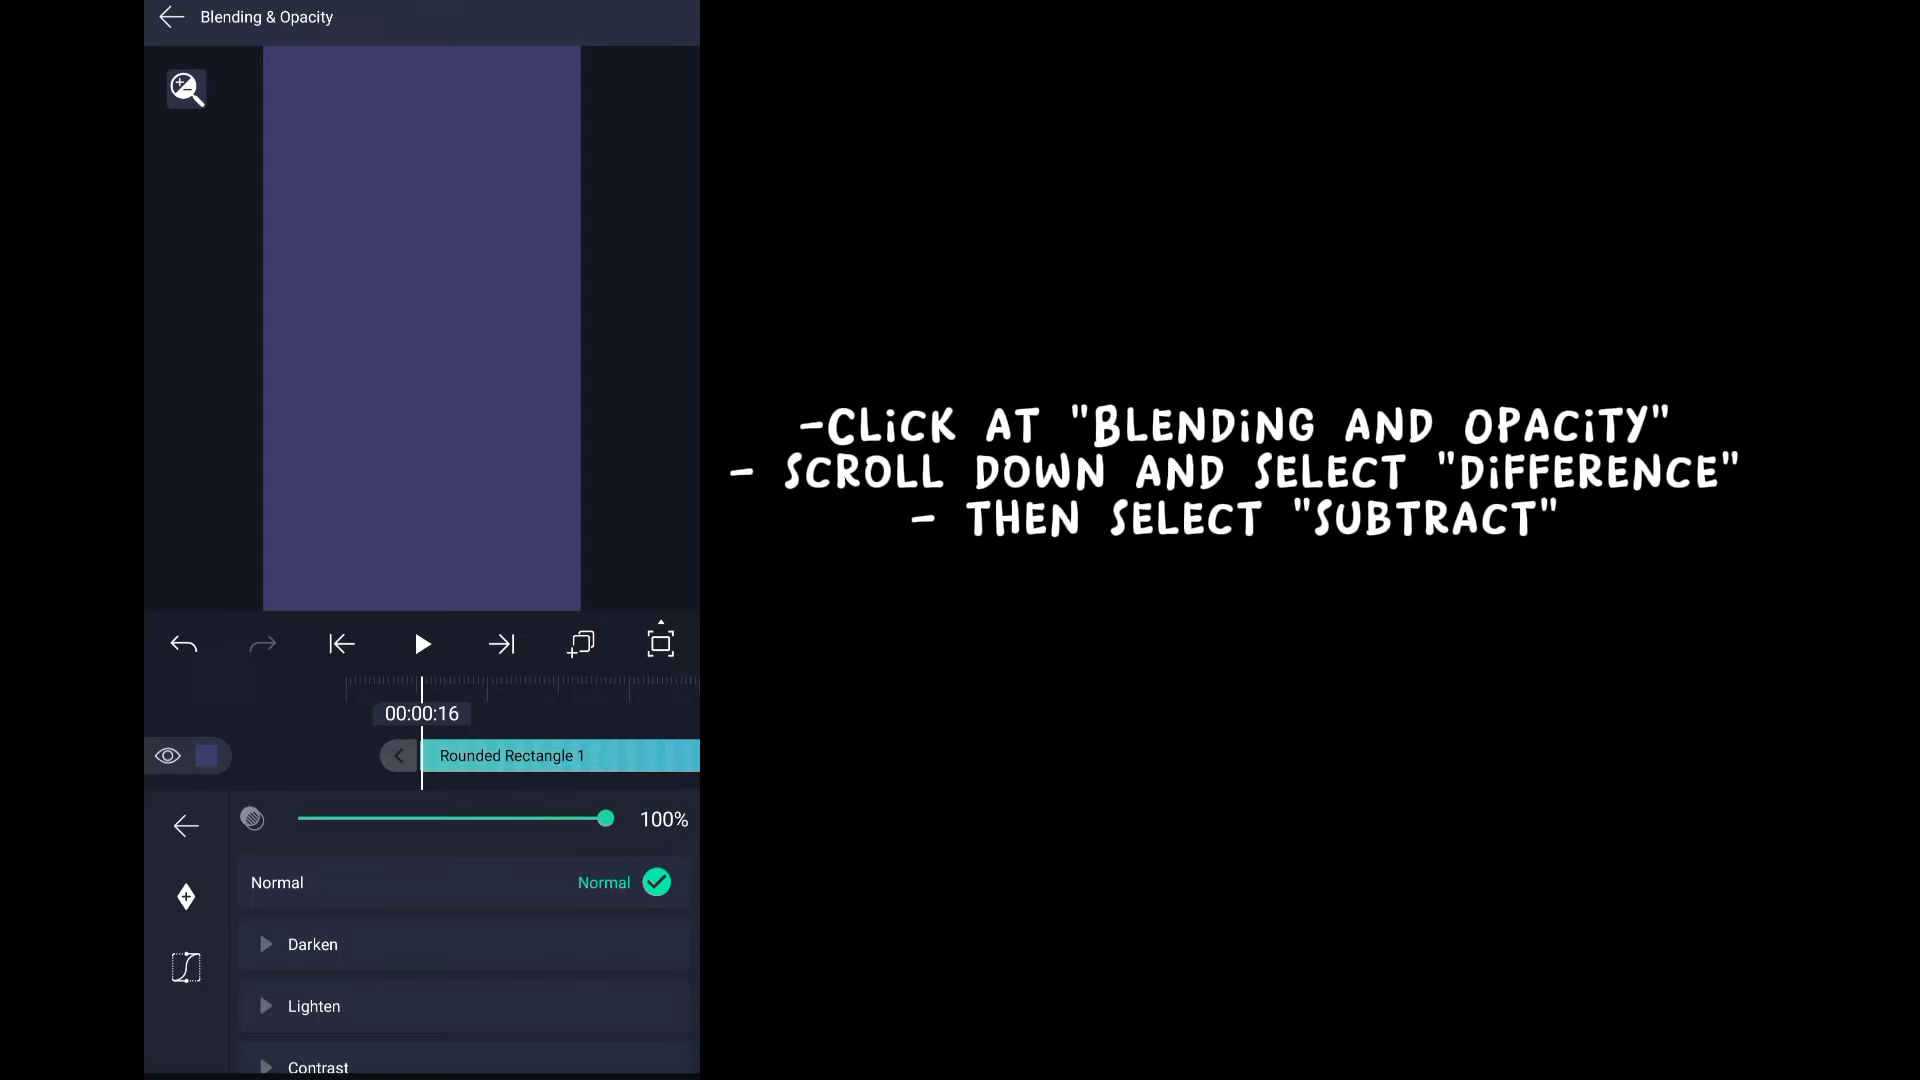 Blending & Opacity
-CLiCK AT "BLENDiNG AND OPACiTY"
- SCROLL DOWN AND SELECT "DiFFERENCE"
- THEN SELECT "SUBTRACT"
00:00:16
Rounded Rectangle 1
100%
Normal Normal
Darken
Lighten
Contrast